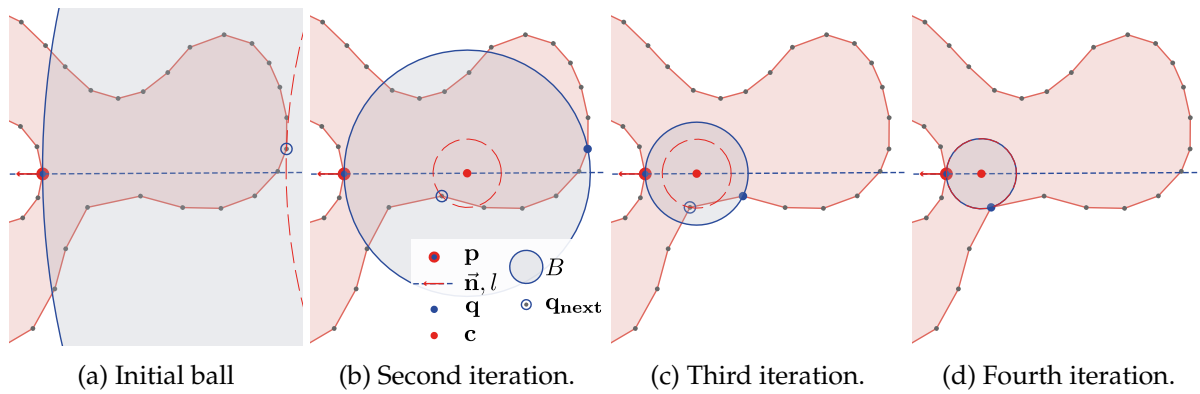 p
n⃗, l
q
c
B
q_next
(a) Initial ball
(b) Second iteration.
(c) Third iteration.
(d) Fourth iteration.